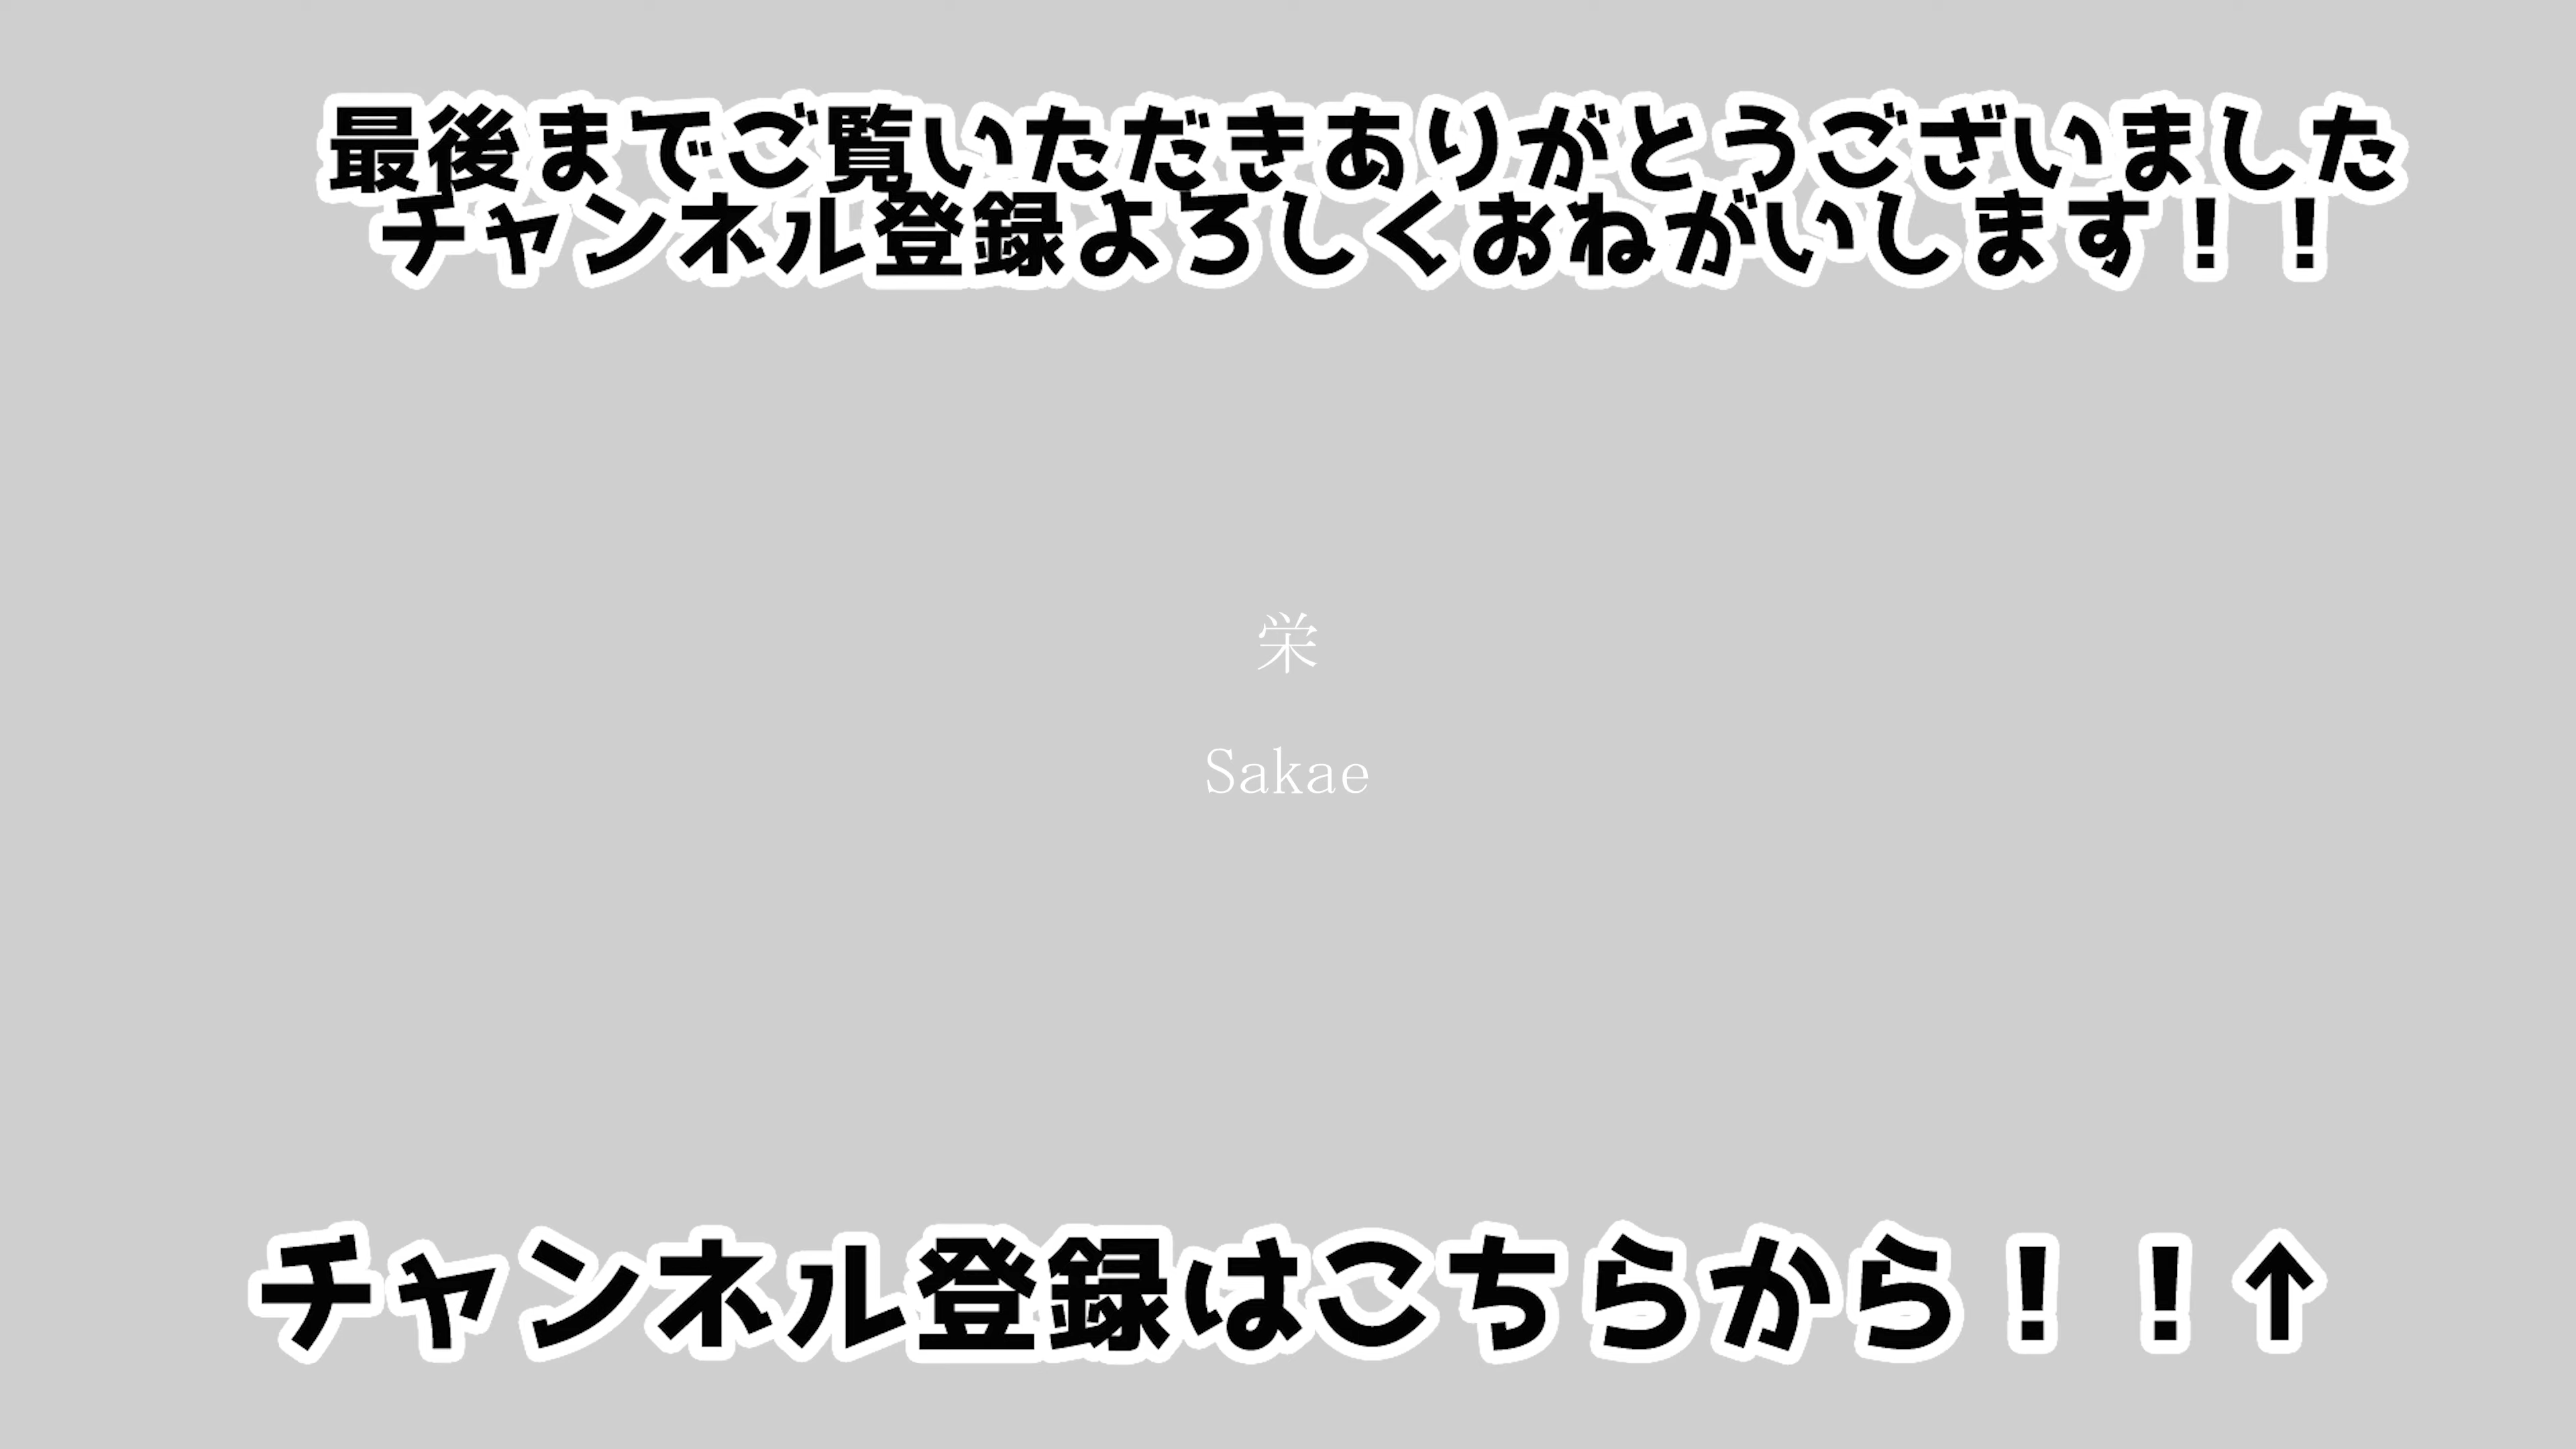 最後までご覧いただきありがとうございました
チャンネル登録よろしくおねがいします！！
栄
Sakae
チャンネル登録はこちらから！！↑